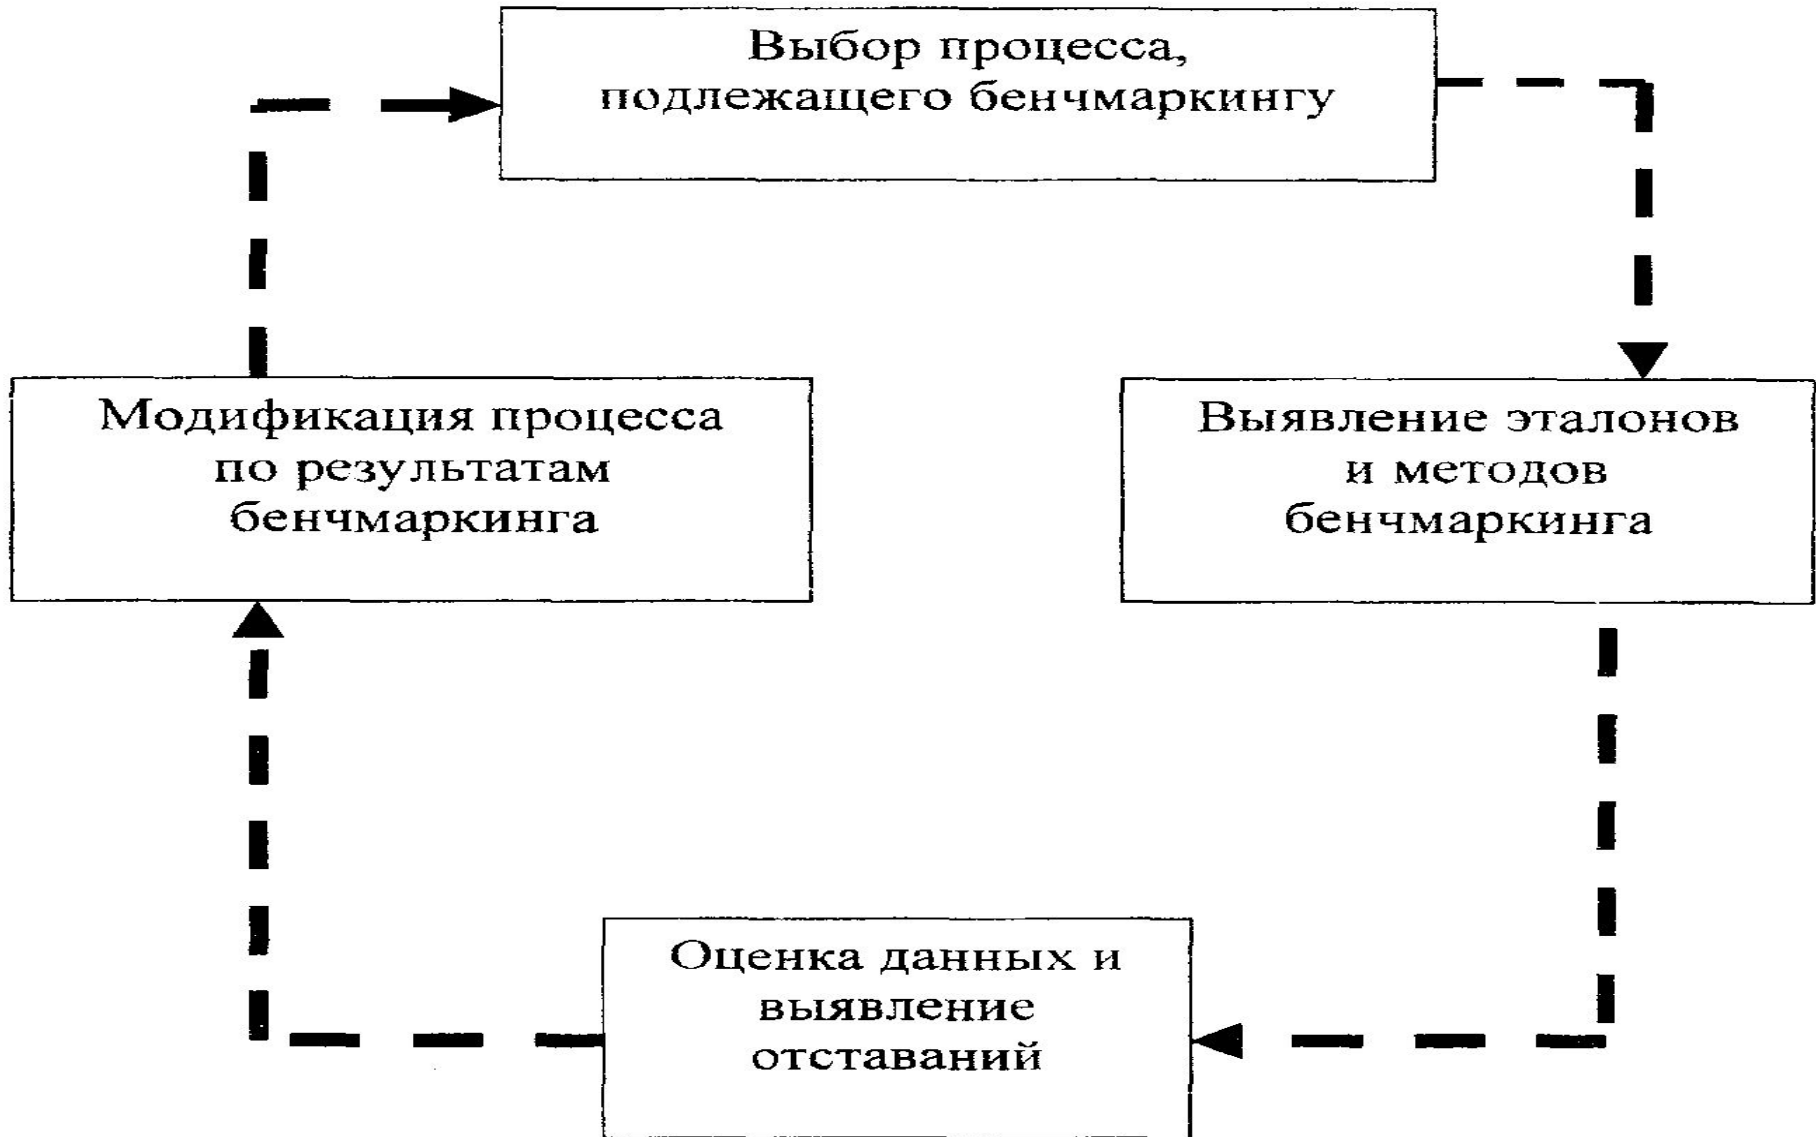 Выбор процесса,
подлежащего бенчмаркингу
Модификация процесса
по результатам
бенчмаркинга
Выявление эталонов
и методов
бенчмаркинга
Оценка данных и
выявление
отставаний